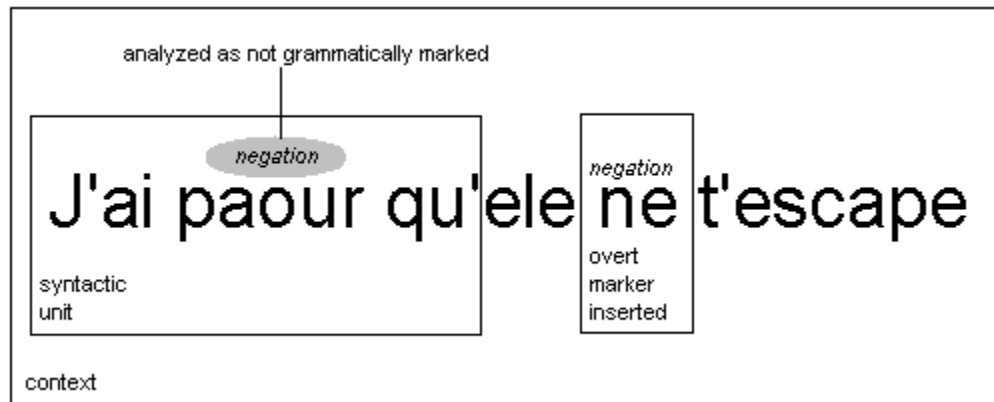 analyzed as not grammatically marked
negation
negation
J'ai paour qu'ele ne t'escape
syntactic
unit
overt
marker
inserted
context